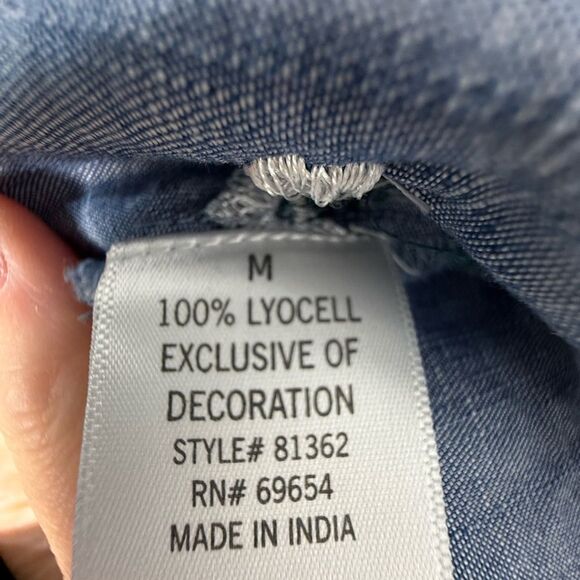 M
100% LYOCELL
EXCLUSIVE OF
DECORATION
STYLE# 81362
RN# 69654
MADE IN INDIA